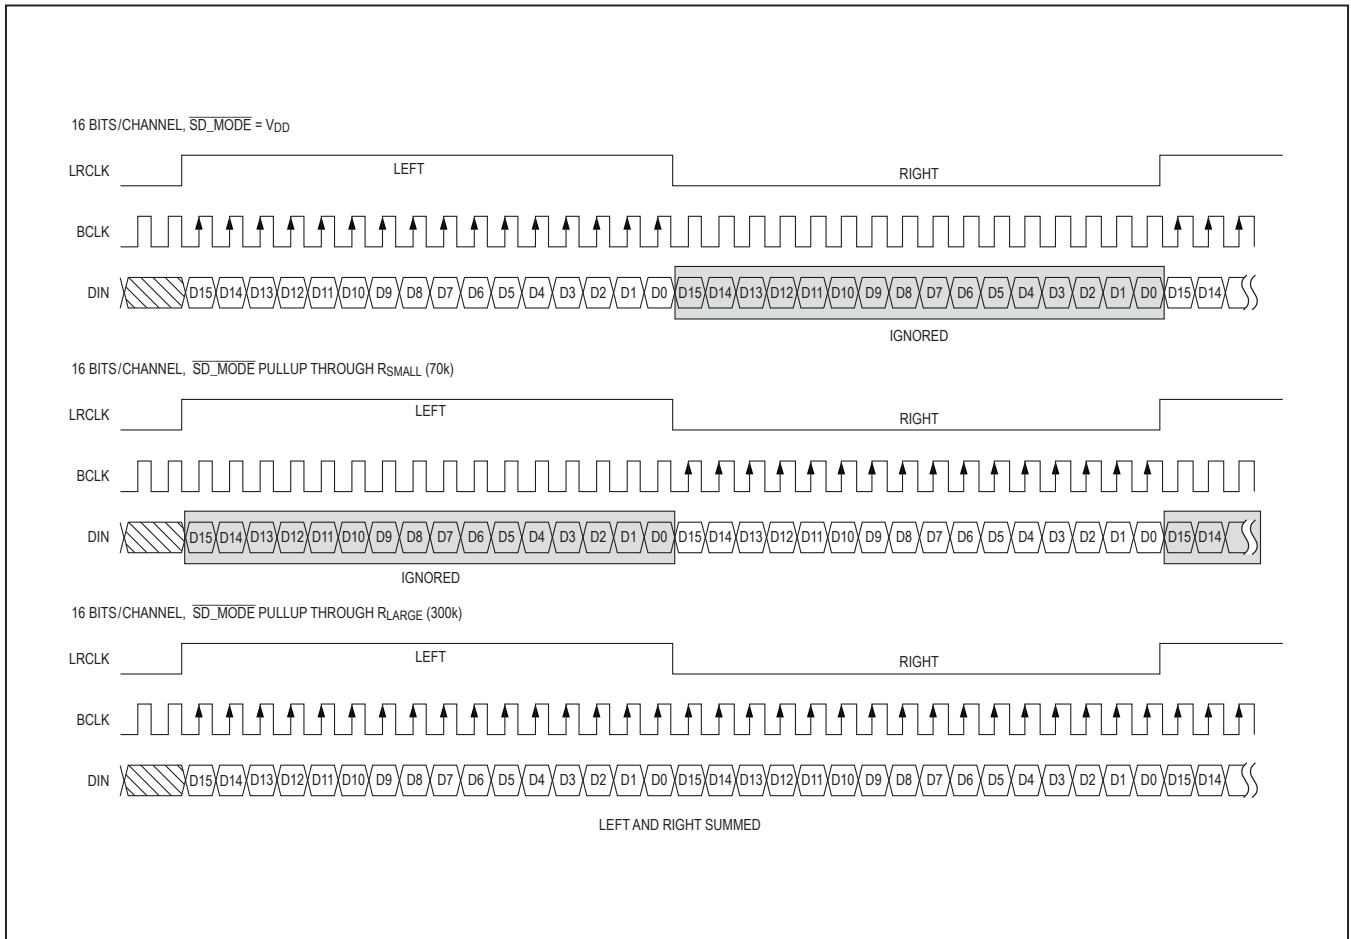 16 BITS/CHANNEL, SD_MODE = VDD
LRCLK LEFT RIGHT
BCLK
DIN D15 D14 D13 D12 D11 D10 D9 D8 D7 D6 D5 D4 D3 D2 D1 D0 D15 D14 D13 D12 D11 D10 D9 D8 D7 D6 D5 D4 D3 D2 D1 D0 D15 D14
IGNORED
16 BITS/CHANNEL, SD_MODE PULLUP THROUGH RSMALL (70k)
LRCLK LEFT RIGHT
BCLK
DIN D15 D14 D13 D12 D11 D10 D9 D8 D7 D6 D5 D4 D3 D2 D1 D0 D15 D14 D13 D12 D11 D10 D9 D8 D7 D6 D5 D4 D3 D2 D1 D0 D15 D14
IGNORED
16 BITS/CHANNEL, SD_MODE PULLUP THROUGH RLARGE (300k)
LRCLK LEFT RIGHT
BCLK
DIN D15 D14 D13 D12 D11 D10 D9 D8 D7 D6 D5 D4 D3 D2 D1 D0 D15 D14 D13 D12 D11 D10 D9 D8 D7 D6 D5 D4 D3 D2 D1 D0 D15 D14
LEFT AND RIGHT SUMMED